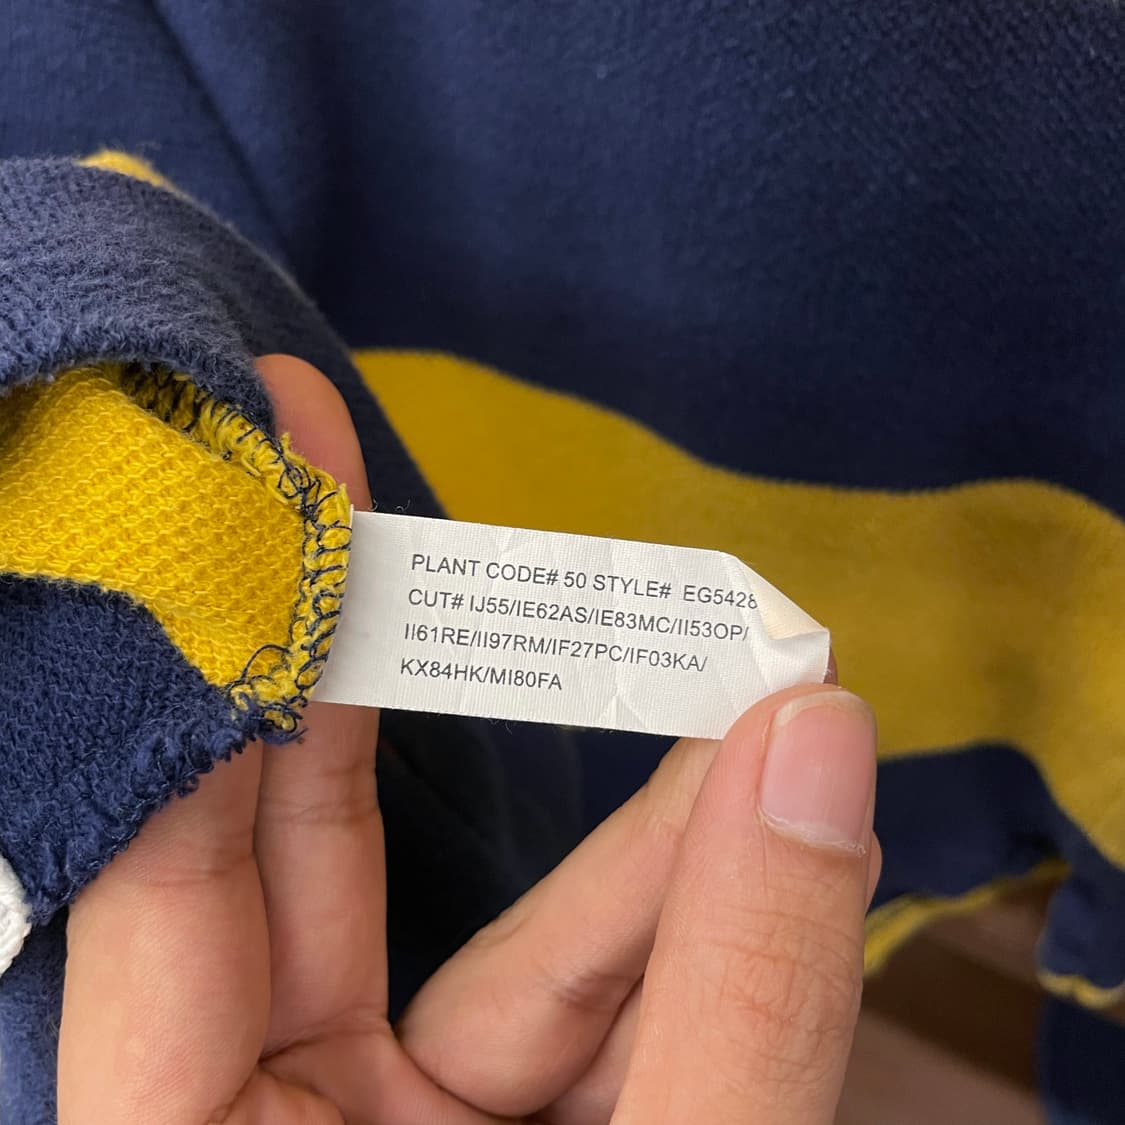 PLANT CODE# 50 STYLE# EG5428
CUT# IJ55/IE62AS/IE83MC/II53OP/
II61RE/II97RM/IF27PC/IF03KA/
KX84HK/MI80FA